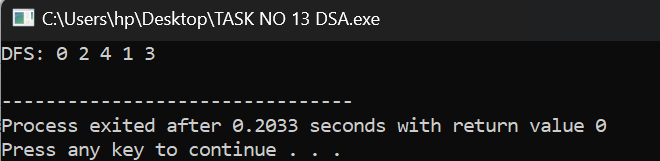 C:\Users\hp\Desktop\TASK NO 13 DSA.exe
DFS: 0 2 4 1 3
--------------------------------
Process exited after 0.2033 seconds with return value 0
Press any key to continue . . .